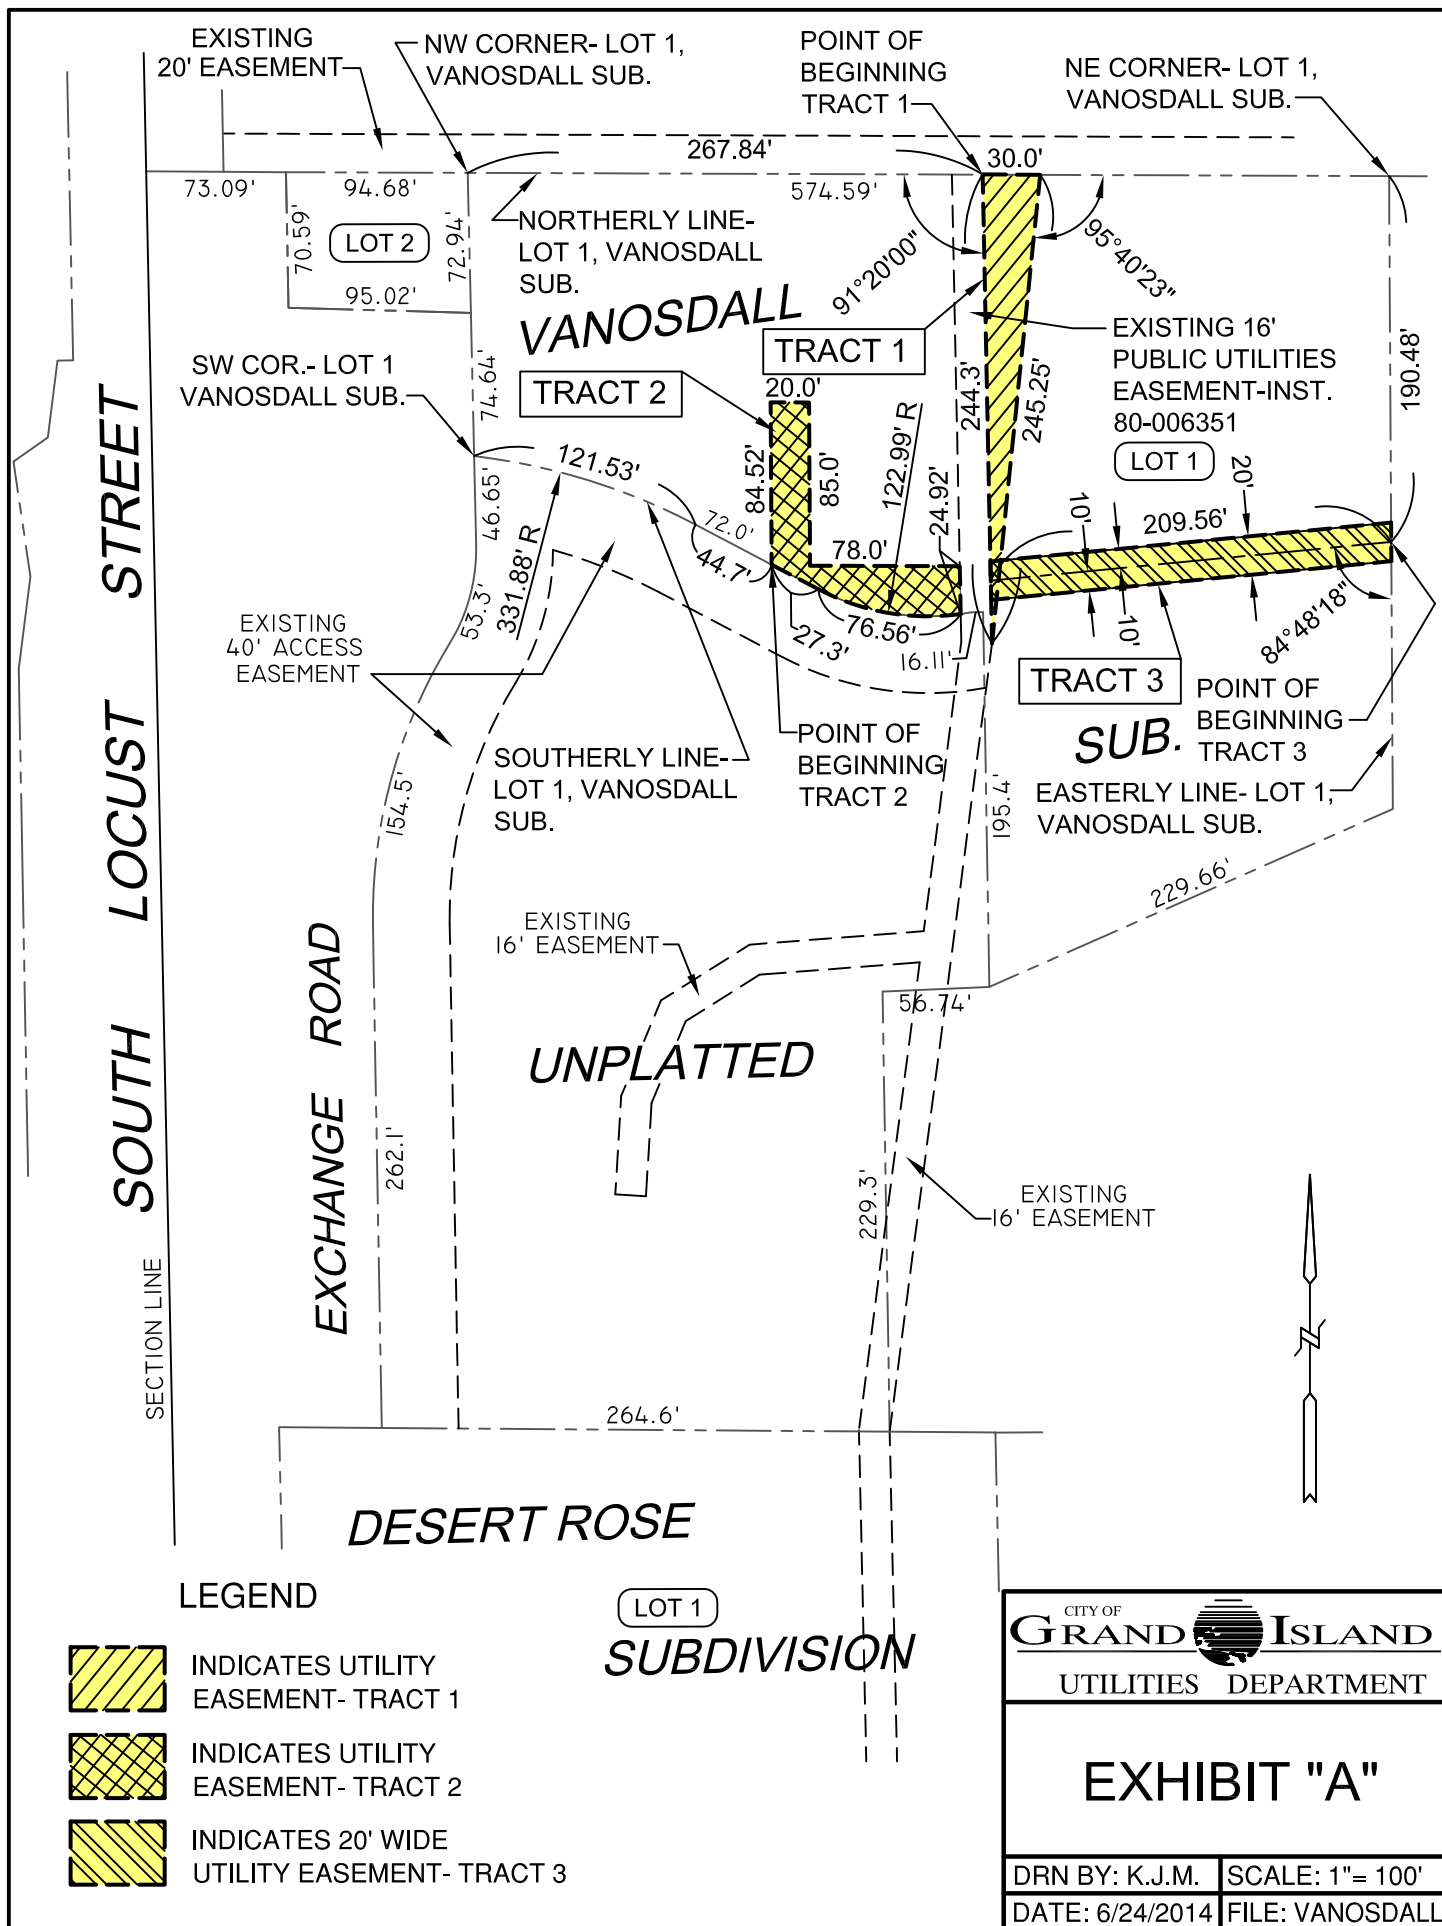 EXISTING
20' EASEMENT
NW CORNER- LOT 1,
VANOSDALL SUB.
POINT OF
BEGINNING
TRACT 1
NE CORNER- LOT 1,
VANOSDALL SUB.
267.84'
30.0'
73.09'
94.68'
574.59'
70.59'
LOT 2
72.94'
NORTHERLY LINE-
LOT 1, VANOSDALL
SUB.
91°20'00"
95°40'23"
95.02'
VANOSDALL
TRACT 1
EXISTING 16'
PUBLIC UTILITIES
EASEMENT-INST.
80-006351
190.48'
SW COR.- LOT 1
VANOSDALL SUB.
74.64'
TRACT 2
20.0'
244.3'
245.25'
LOT 1
121.53'
84.52'
85.0'
122.99' R
24.92'
46.65'
331.88' R
72.0'
44.7'
78.0'
10'
209.56'
20'
53.3'
27.3'
76.56'
16.11'
10'
84°48'18"
EXISTING
40' ACCESS
EASEMENT
TRACT 3
POINT OF
BEGINNING
TRACT 3
SUB.
SOUTHERLY LINE-
LOT 1, VANOSDALL
SUB.
POINT OF
BEGINNING
TRACT 2
EASTERLY LINE- LOT 1,
VANOSDALL SUB.
154.5'
195.4'
229.66'
EXISTING
16' EASEMENT
56.74'
UNPLATTED
SOUTH LOCUST STREET
EXCHANGE ROAD
262.1'
229.3'
EXISTING
16' EASEMENT
SECTION LINE
264.6'
DESERT ROSE
LOT 1
SUBDIVISION
LEGEND
INDICATES UTILITY
EASEMENT- TRACT 1
INDICATES UTILITY
EASEMENT- TRACT 2
INDICATES 20' WIDE
UTILITY EASEMENT- TRACT 3
CITY OF
GRAND ISLAND
UTILITIES DEPARTMENT
EXHIBIT "A"
DRN BY: K.J.M.
SCALE: 1"= 100'
DATE: 6/24/2014
FILE: VANOSDALL